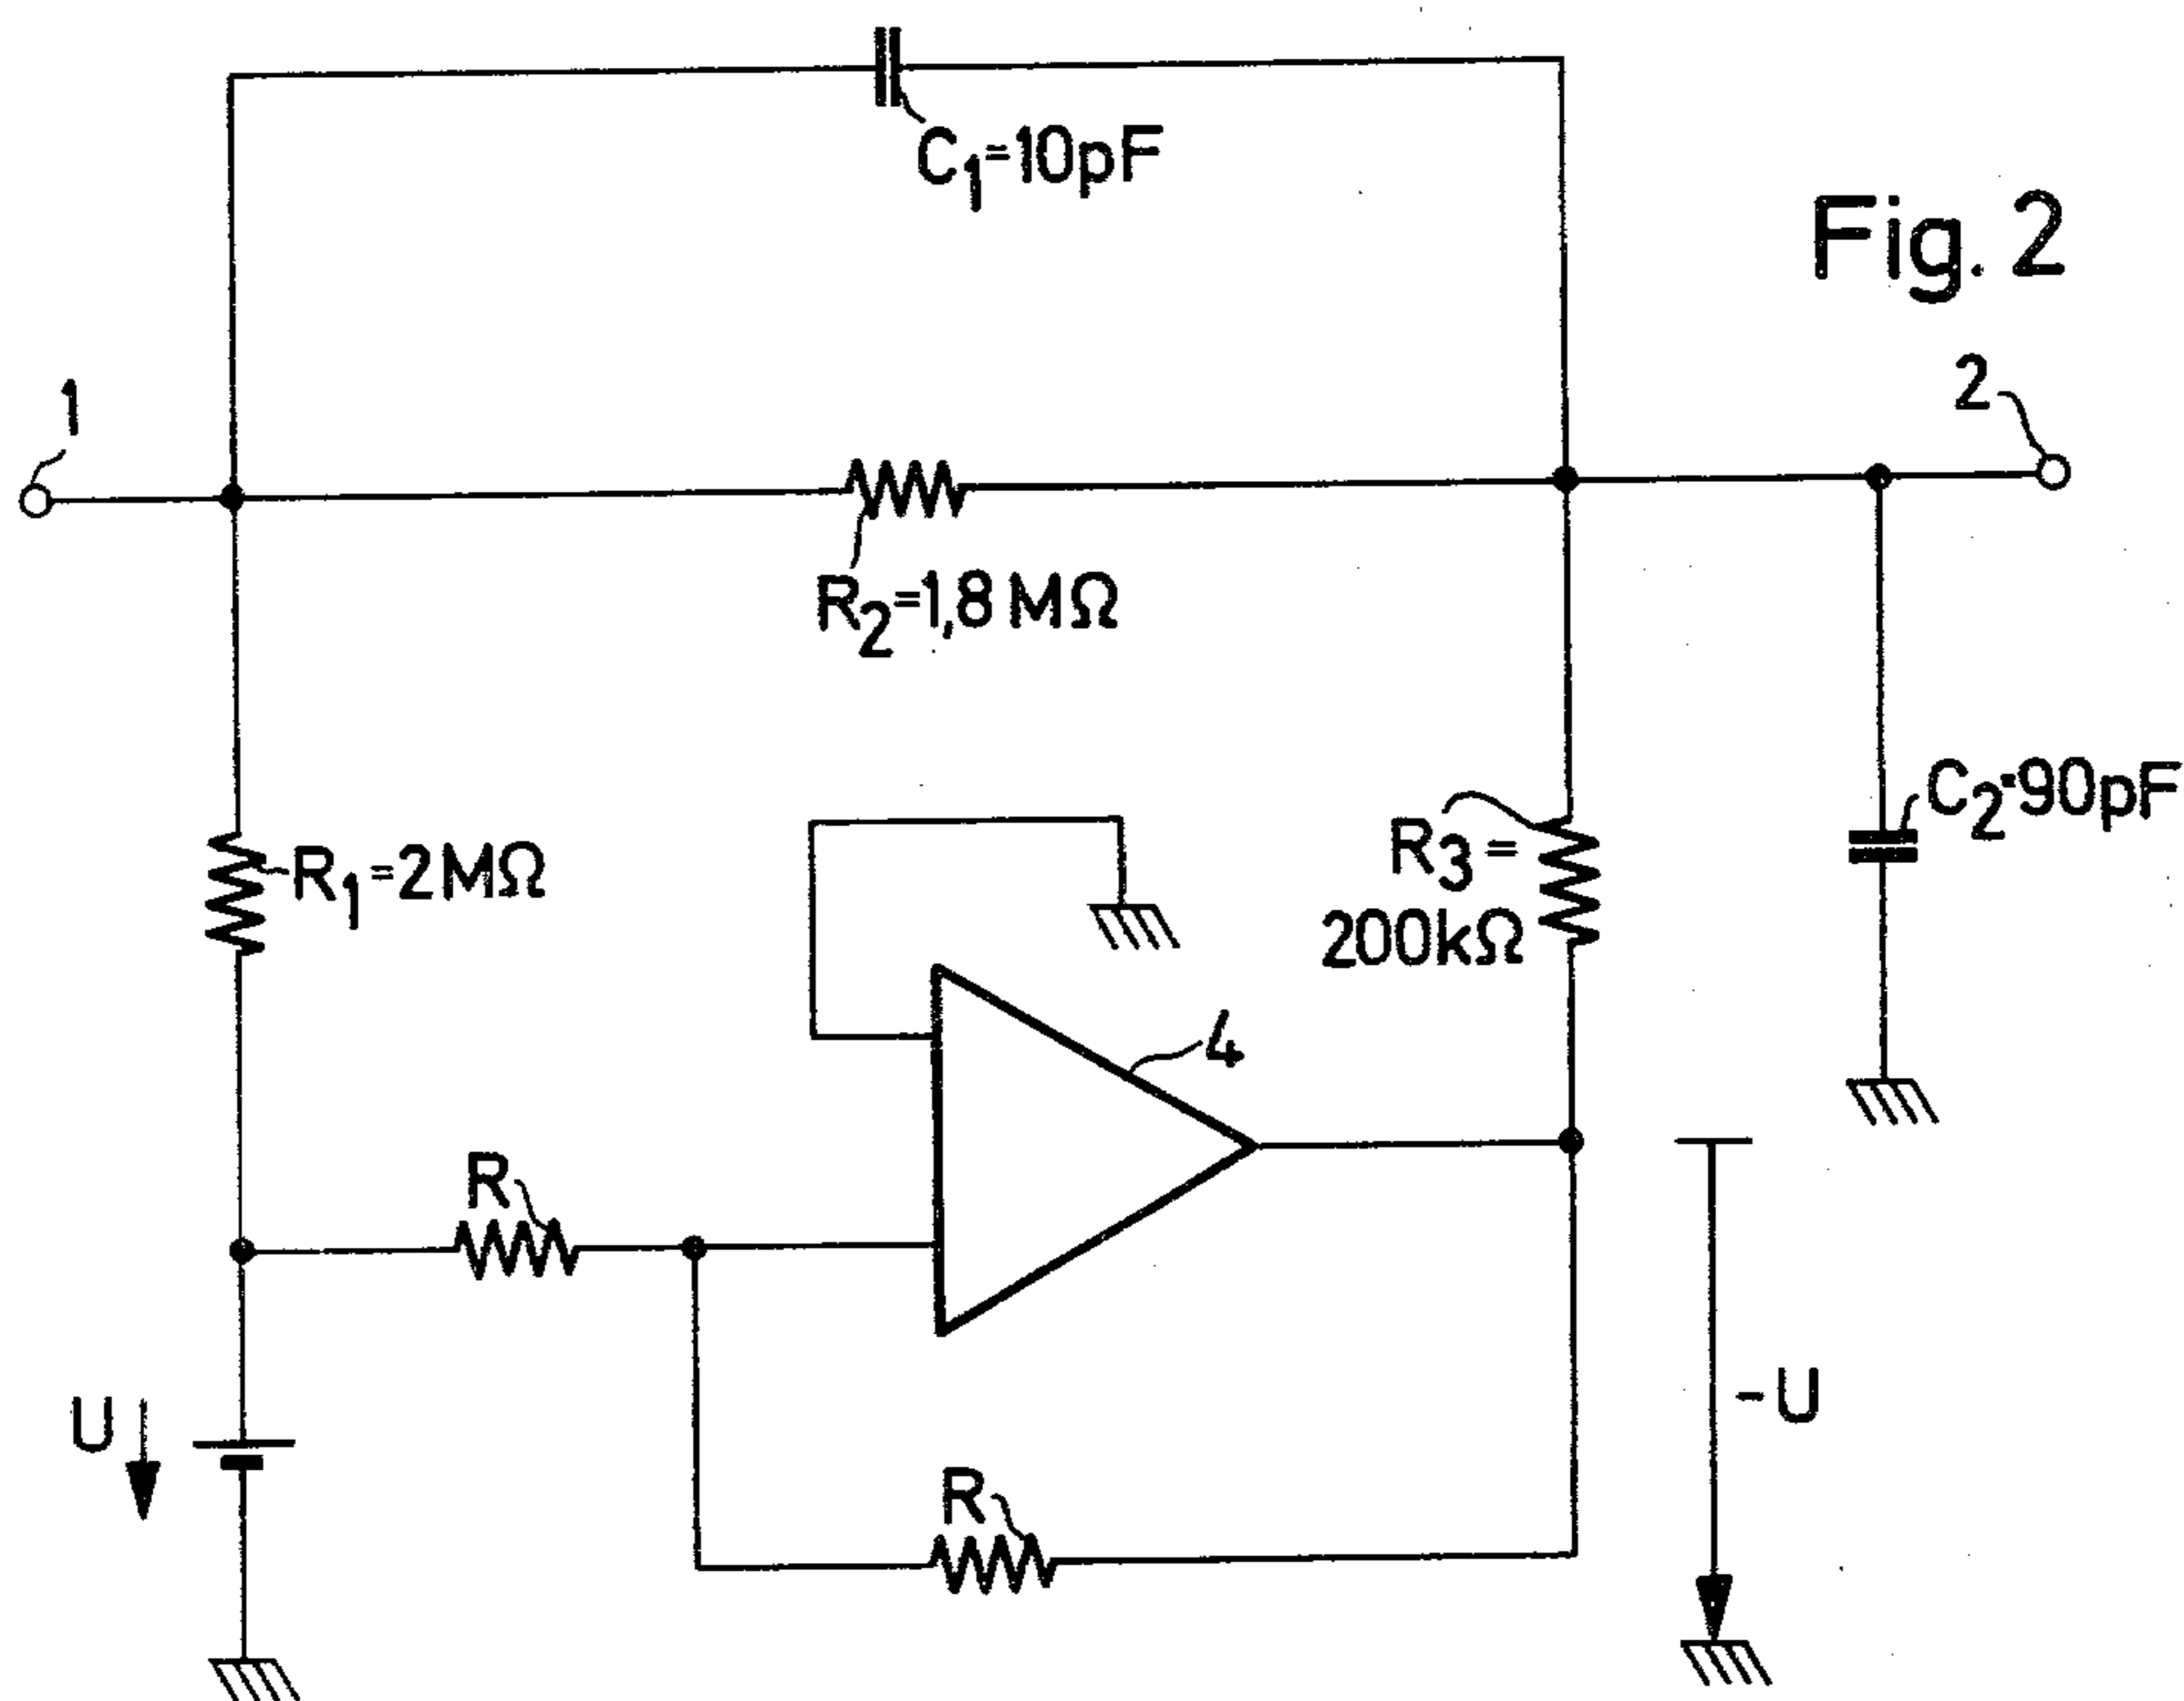 C1=10pF
Fig. 2
1
2
R2=1,8 MΩ
C2=90pF
R1=2MΩ
R3=
200kΩ
4
R
U
-U
R